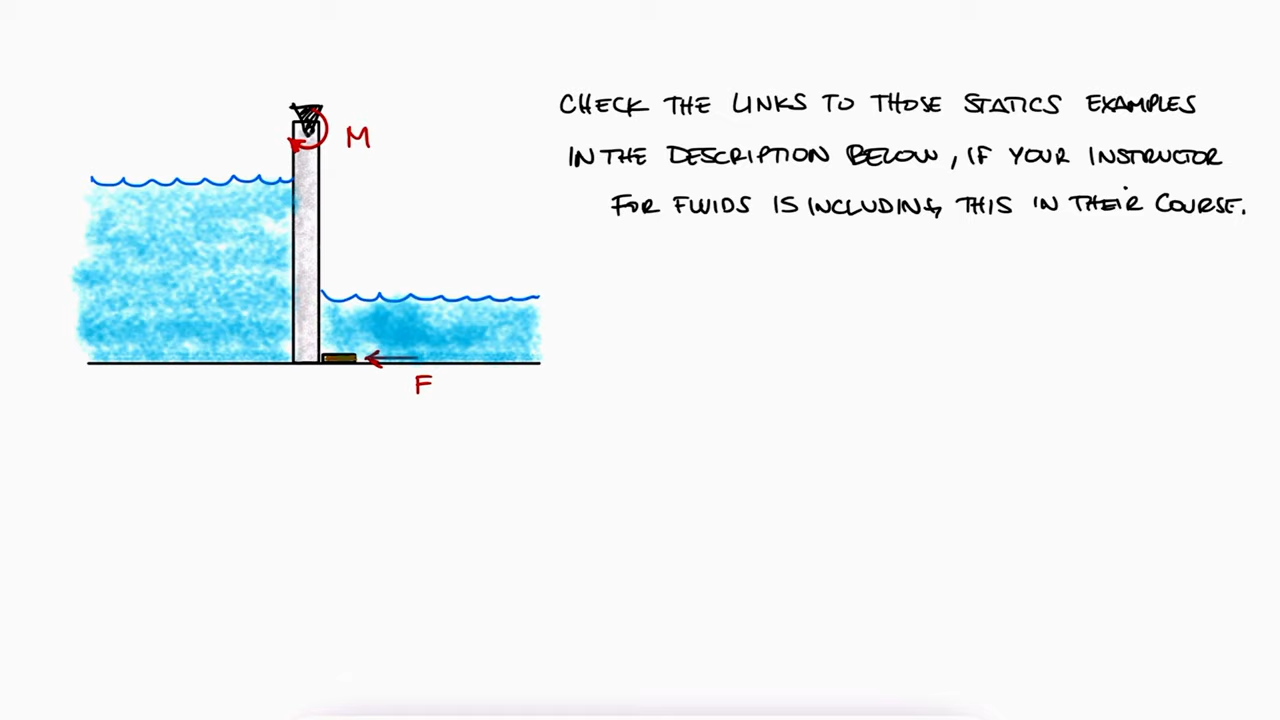 M
CHECK THE LINKS TO THOSE STATICS EXAMPLES
IN THE DESCRIPTION BELOW, IF YOUR INSTRUCTOR
FOR FLUIDS IS INCLUDING THIS IN THEIR COURSE.
F